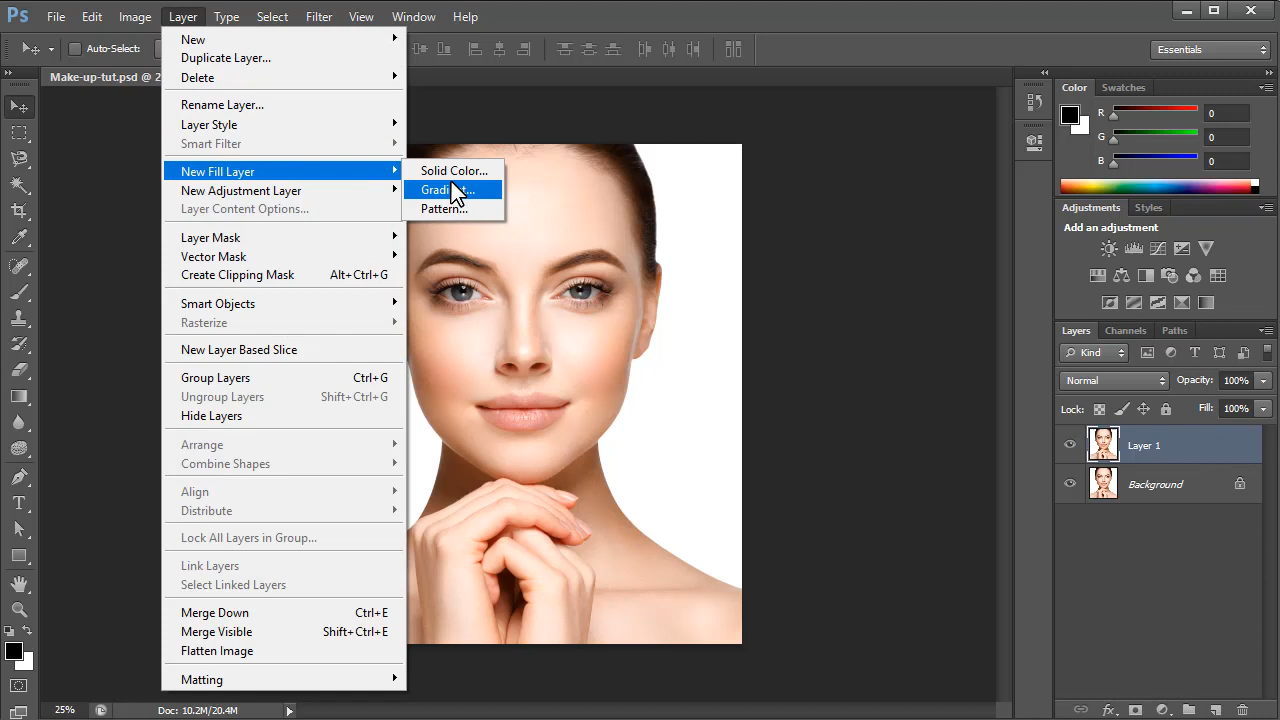 Ps File Edit Image Layer Type Select Filter View Window Help
Auto-Select:
Essentials
Make-up-tut.psd @ 2
New
Duplicate Layer...
Delete
Rename Layer...
Layer Style
Smart Filter
New Fill Layer
Solid Color...
New Adjustment Layer
Pattern...
Layer Content Options...
Layer Mask
Vector Mask
Create Clipping Mask Alt+Ctrl+G
Smart Objects
Rasterize
New Layer Based Slice
Group Layers Ctrl+G
Ungroup Layers Shift+Ctrl+G
Hide Layers
Arrange
Combine Shapes
Align
Distribute
Lock All Layers in Group...
Link Layers
Select Linked Layers
Merge Down Ctrl+E
Merge Visible Shift+Ctrl+E
Flatten Image
Matting
25% Doc: 10.2M/20.4M
Color Swatches
R 0
G 0
B 0
Adjustments Styles
Add an adjustment
Layers Channels Paths
Kind
Normal Opacity: 100%
Lock: Fill: 100%
Layer 1
Background